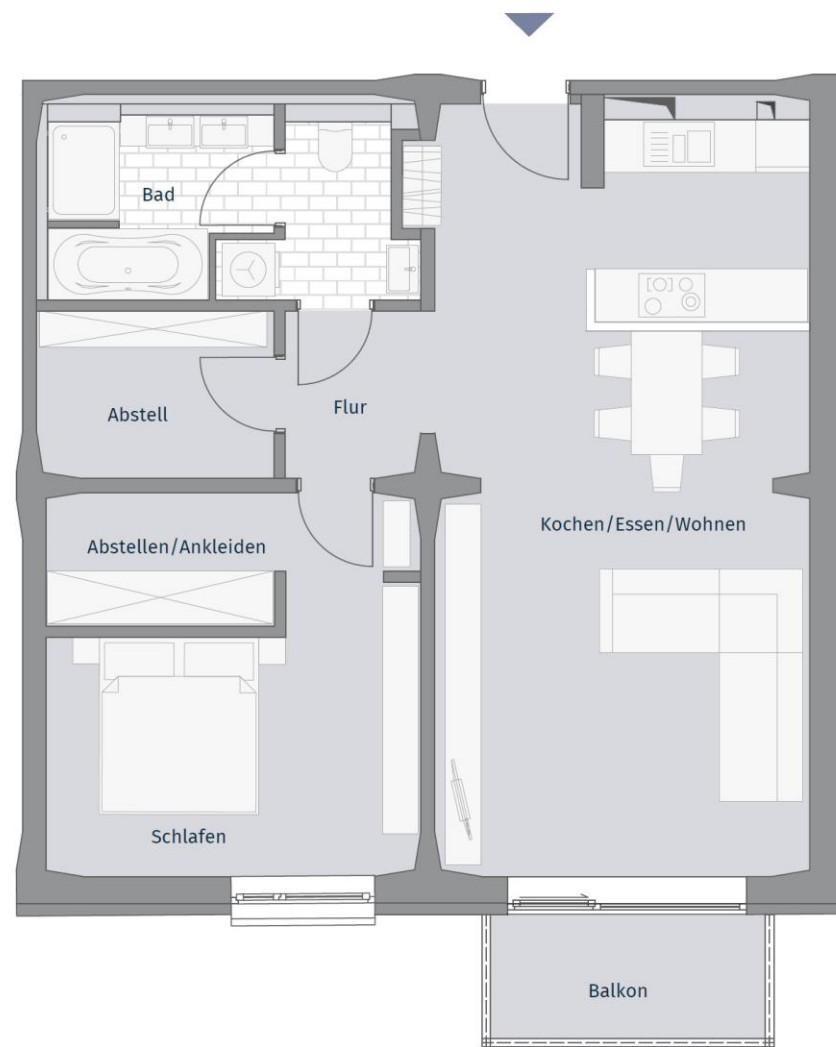 Bad
Abstell
Flur
Kochen/Essen/Wohnen
Abstellen/Ankleiden
Schlafen
Balkon